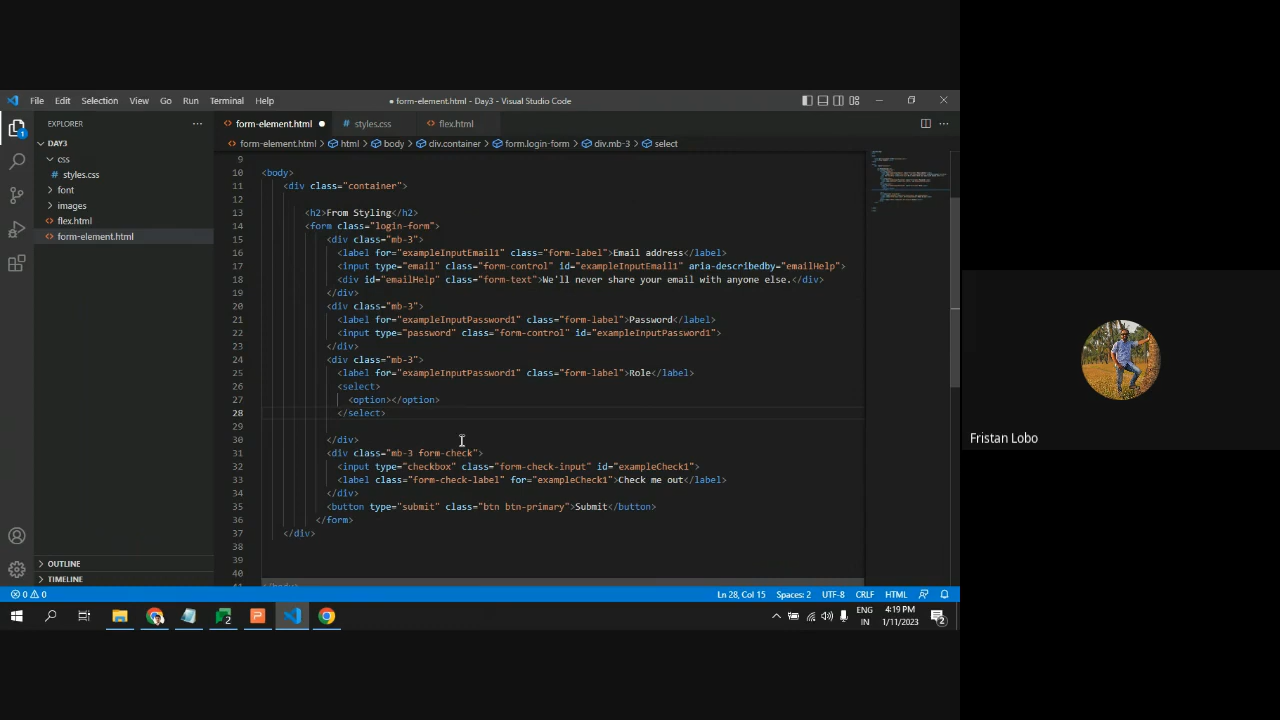 File Edit Selection View Go Run Terminal Help
● form-element.html - Day3 - Visual Studio Code
EXPLORER
form-element.html
styles.css
flex.html
DAY3
form-element.html > html > body > div.container > form.login-form > div.mb-3 > select
css
styles.css
font
images
flex.html
form-element.html
9
10 <body>
11 <div class="container">
12
13 <h2>From Styling</h2>
14 <form class="login-form">
15 <div class="mb-3">
16 <label for="exampleInputEmail1" class="form-label">Email address</label>
17 <input type="email" class="form-control" id="exampleInputEmail1" aria-describedby="emailHelp">
18 <div id="emailHelp" class="form-text">We'll never share your email with anyone else.</div>
19 </div>
20 <div class="mb-3">
21 <label for="exampleInputPassword1" class="form-label">Password</label>
22 <input type="password" class="form-control" id="exampleInputPassword1">
23 </div>
24 <div class="mb-3">
25 <label for="exampleInputPassword1" class="form-label">Role</label>
26 <select>
27 <option></option>
28 </select>
29
30 </div>
31 <div class="mb-3 form-check">
32 <input type="checkbox" class="form-check-input" id="exampleCheck1">
33 <label class="form-check-label" for="exampleCheck1">Check me out</label>
34 </div>
35 <button type="submit" class="btn btn-primary">Submit</button>
36 </form>
37 </div>
38
39
40
OUTLINE
TIMELINE
0 0
Ln 28, Col 15 Spaces: 2 UTF-8 CRLF HTML
ENG
IN
4:19 PM
1/11/2023
Fristan Lobo